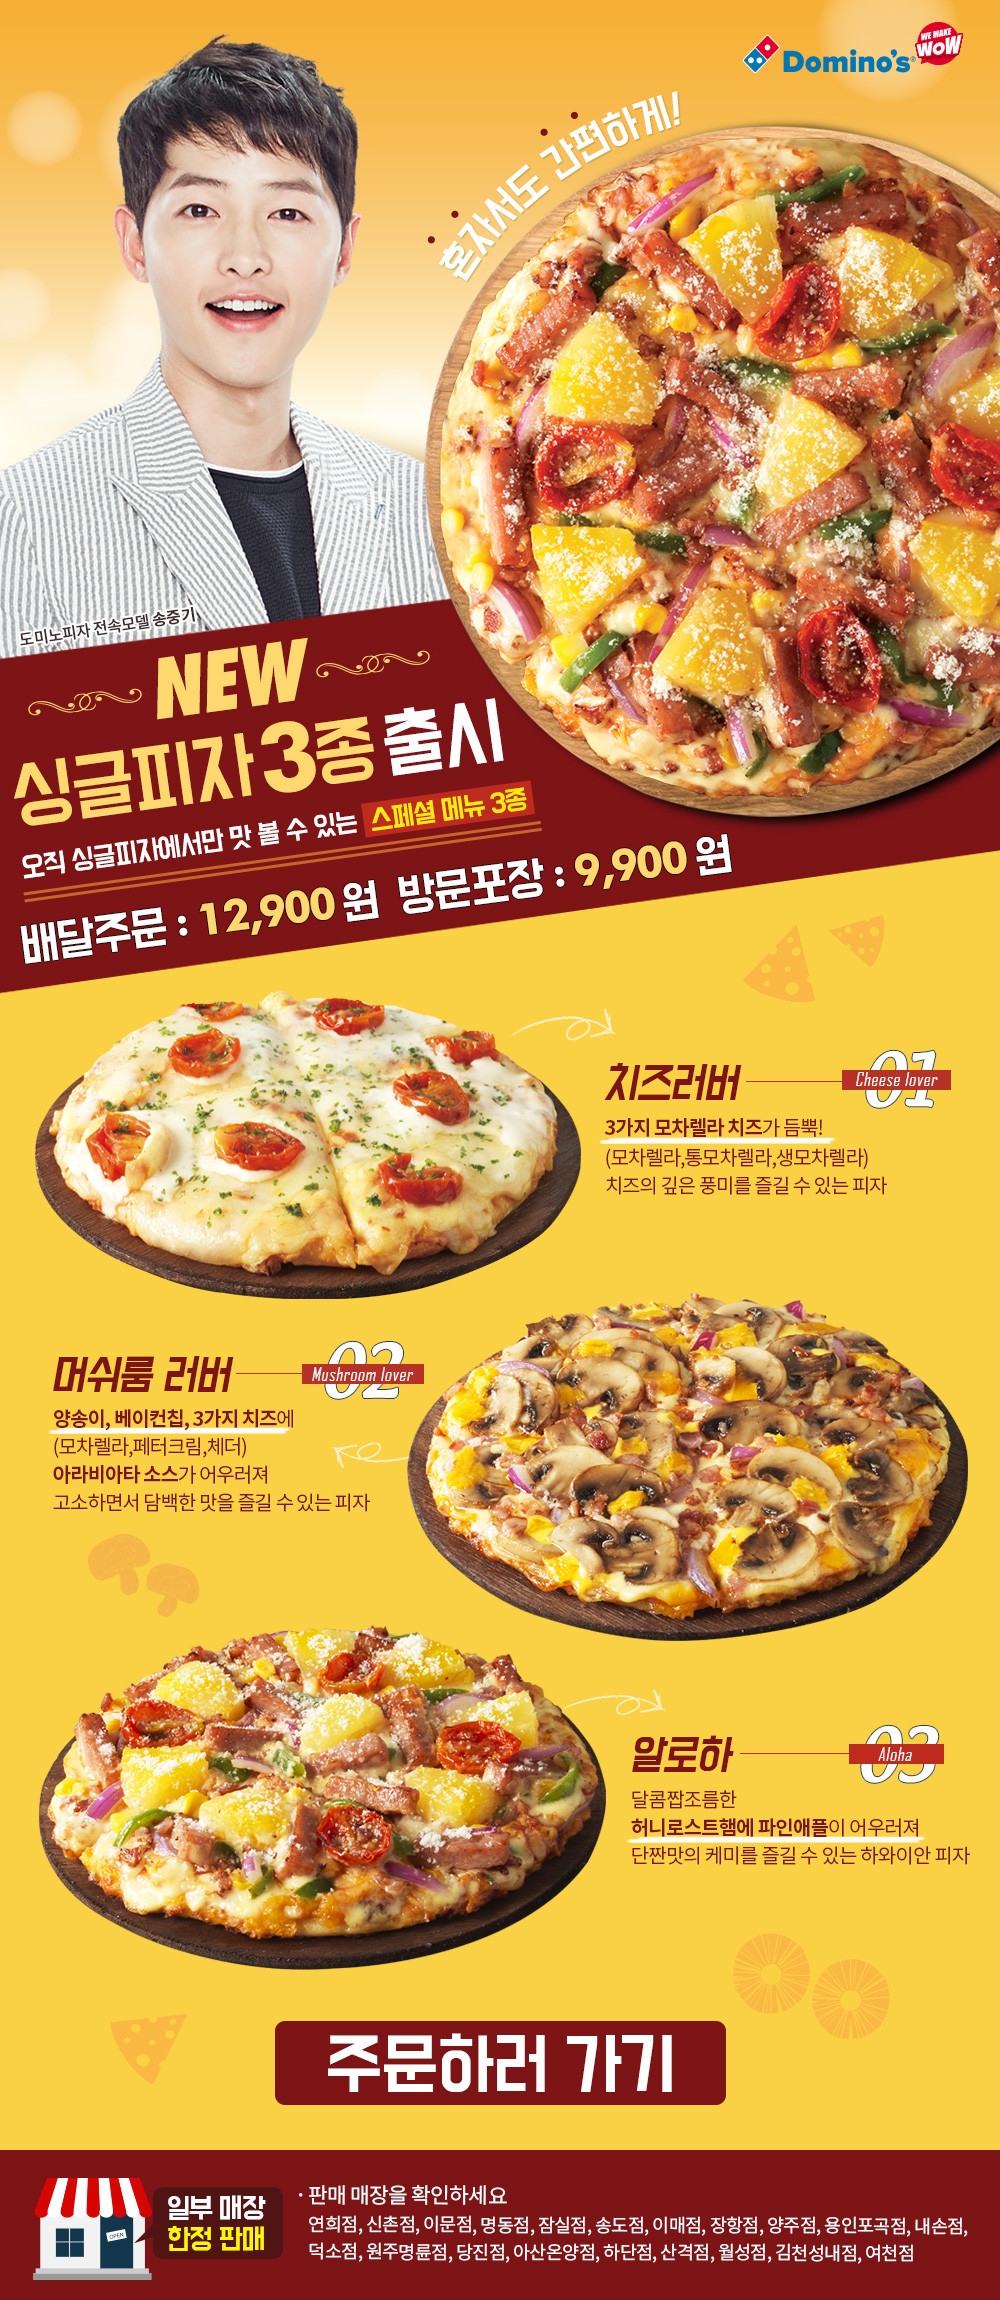 Domino's
WE MAKE
WOW
혼자서도 간편하게!
도미노피자 전속모델 송중기
NEW
싱글피자 3종 출시
오직 싱글피자에서만 맛 볼 수 있는 스페셜 메뉴 3종
배달주문 : 12,900원 방문포장 : 9,900원
치즈러버
01
Cheese lover
3가지 모차렐라 치즈가 듬뿍!
(모차렐라,통모차렐라,생모차렐라)
치즈의 깊은 풍미를 즐길 수 있는 피자
머쉬룸 러버
02
Mushroom lover
양송이, 베이컨칩, 3가지 치즈에
(모차렐라,페터크림,체더)
아라비아타 소스가 어우러져
고소하면서 담백한 맛을 즐길 수 있는 피자
알로하
03
Aloha
달콤짭조름한
허니로스트햄에 파인애플이 어우러져
단짠맛의 케미를 즐길 수 있는 하와이안 피자
주문하러 가기
OPEN
일부 매장
한정 판매
· 판매 매장을 확인하세요
연희점, 신촌점, 이문점, 명동점, 잠실점, 송도점, 이매점, 장항점, 양주점, 용인포곡점, 내손점,
덕소점, 원주명륜점, 당진점, 아산온양점, 하단점, 산격점, 월성점, 김천성내점, 여천점